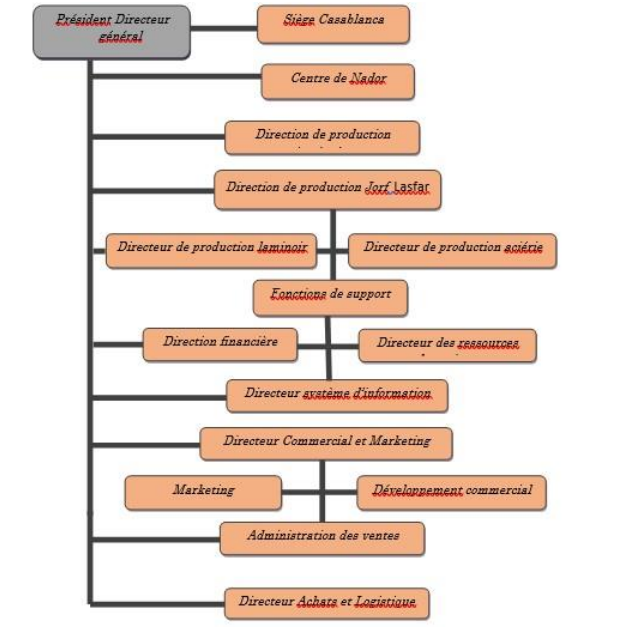 Président Directeur
général
Siège Casablanca
Centre de Nador
Direction de production
Direction de production Jorf Lasfar
Directeur de production laminoir
Directeur de production aciérie
Fonctions de support
Direction financière
Directeur des ressources
Directeur système d'information
Directeur Commercial et Marketing
Marketing
Développement commercial
Administration des ventes
Directeur Achats et Logistique